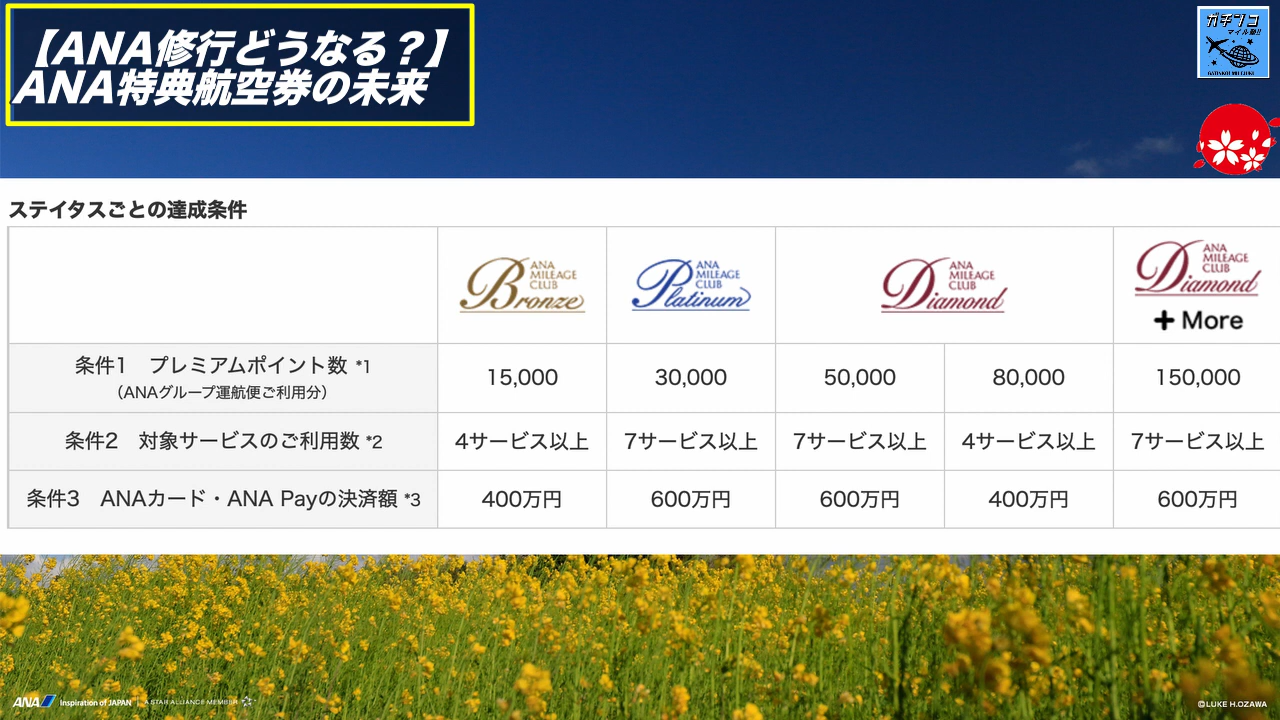 【ANA修行どうなる？】
ANA特典航空券の未来
ガチンコ
マイル塾!!
ステイタスごとの達成条件
ANA MILEAGE CLUB Bronze
ANA MILEAGE CLUB Platinum
ANA MILEAGE CLUB Diamond
ANA MILEAGE CLUB Diamond
+ More
条件1 プレミアムポイント数 *1
（ANAグループ運航便ご利用分）
15,000 30,000 50,000 80,000 150,000
条件2 対象サービスのご利用数 *2 4サービス以上 7サービス以上 7サービス以上 4サービス以上 7サービス以上
条件3 ANAカード・ANA Payの決済額 *3 400万円 600万円 600万円 400万円 600万円
ANA Inspiration of JAPAN A STAR ALLIANCE MEMBER
©LUKE H.OZAWA